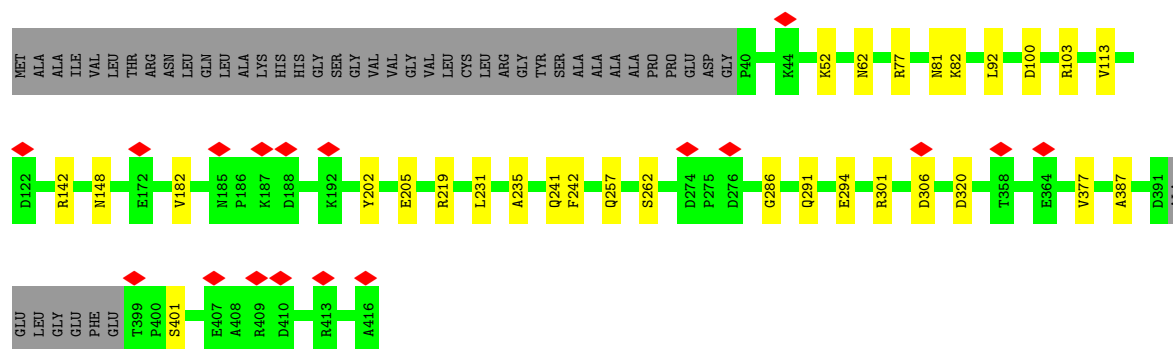 MET ALA ALA ILE VAL LEU THR ARG ASN LEU GLN LEU ALA LYS HIS HIS GLY SER GLY VAL VAL GLY VAL LEU CYS LEU ARG GLY TYR SER ALA ALA ALA ALA PRO PRO GLU ASP GLY P40 K44 K52 N62 R77 N81 K82 L92 D100 R103 V113
D122 R142 N148 E172 V182 N185 P186 K187 D188 K192 Y202 E205 R219 L231 A235 Q241 F242 Q257 S262 D274 P275 D276 G286 Q291 E294 R301 D306 D320 T358 E364 V377 A387 D391
GLU LEU GLY GLU PHE GLU T399 P400 S401 E407 A408 R409 D410 R413 A416